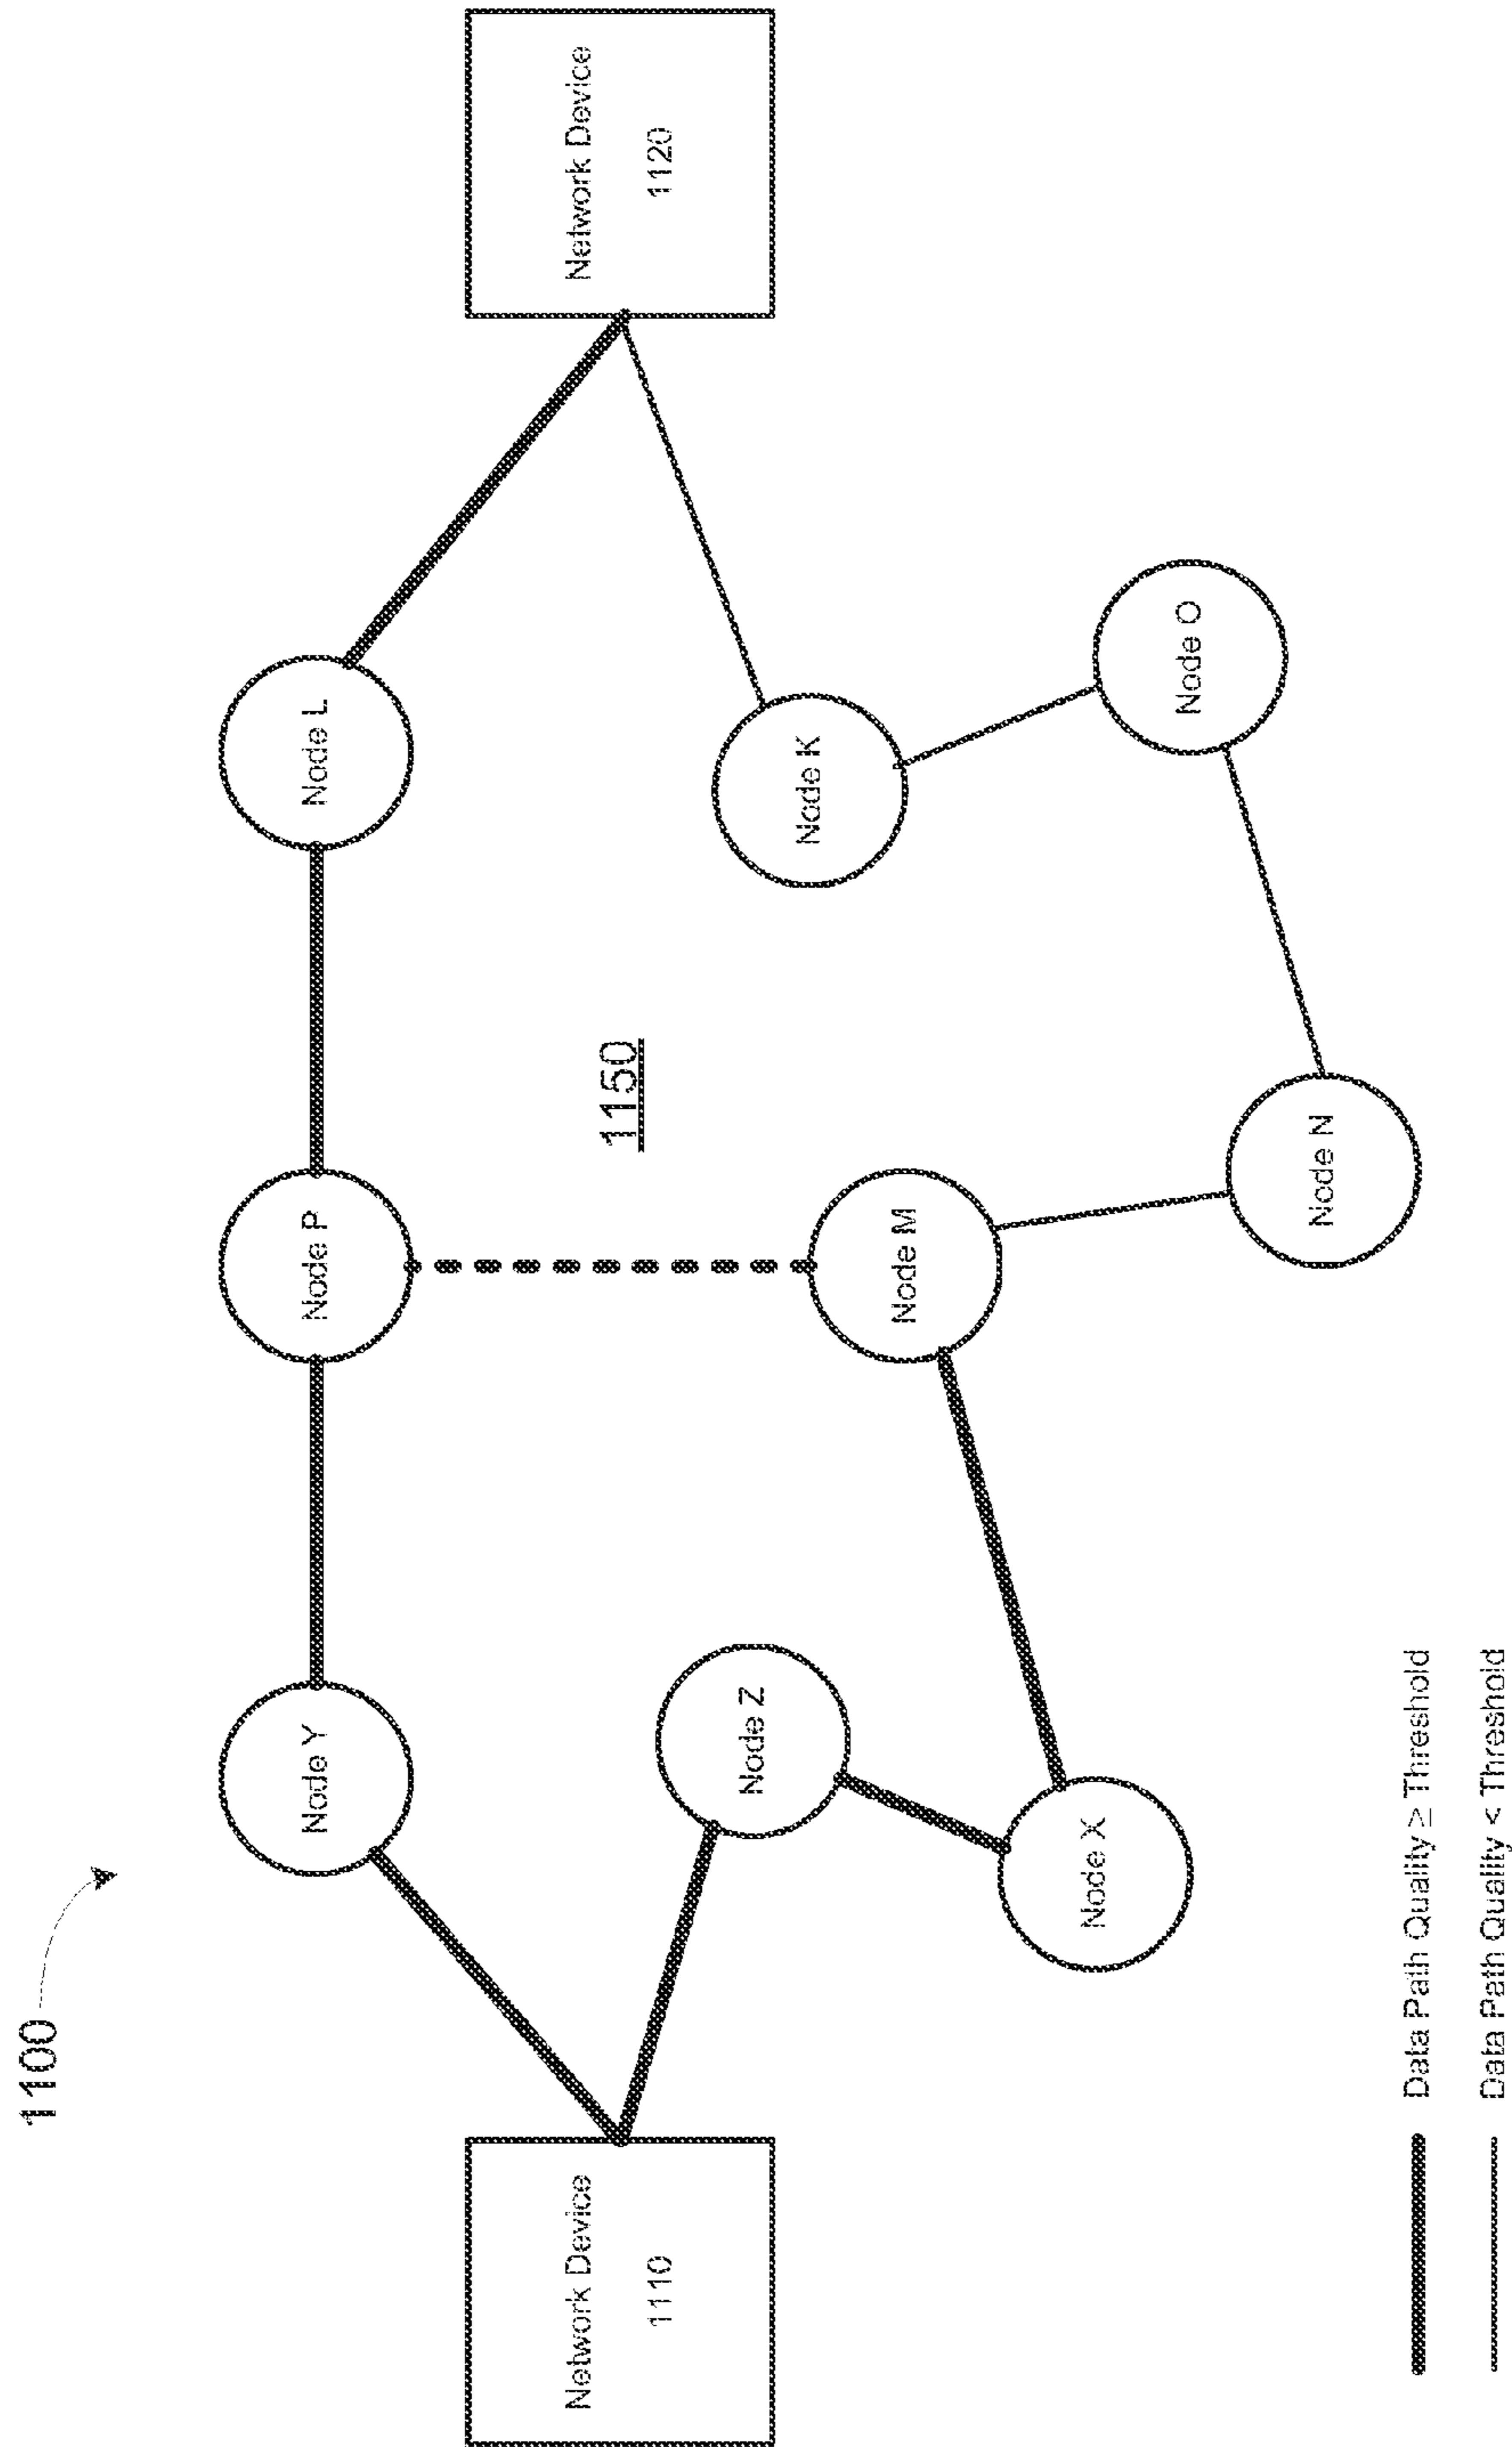 1100
Node Y
Node P
Node L
Network Device
1110
Network Device
1120
1150
Node Z
Node M
Node K
Node X
Node N
Node O
Data Path Quality ≥ Threshold
Data Path Quality < Threshold